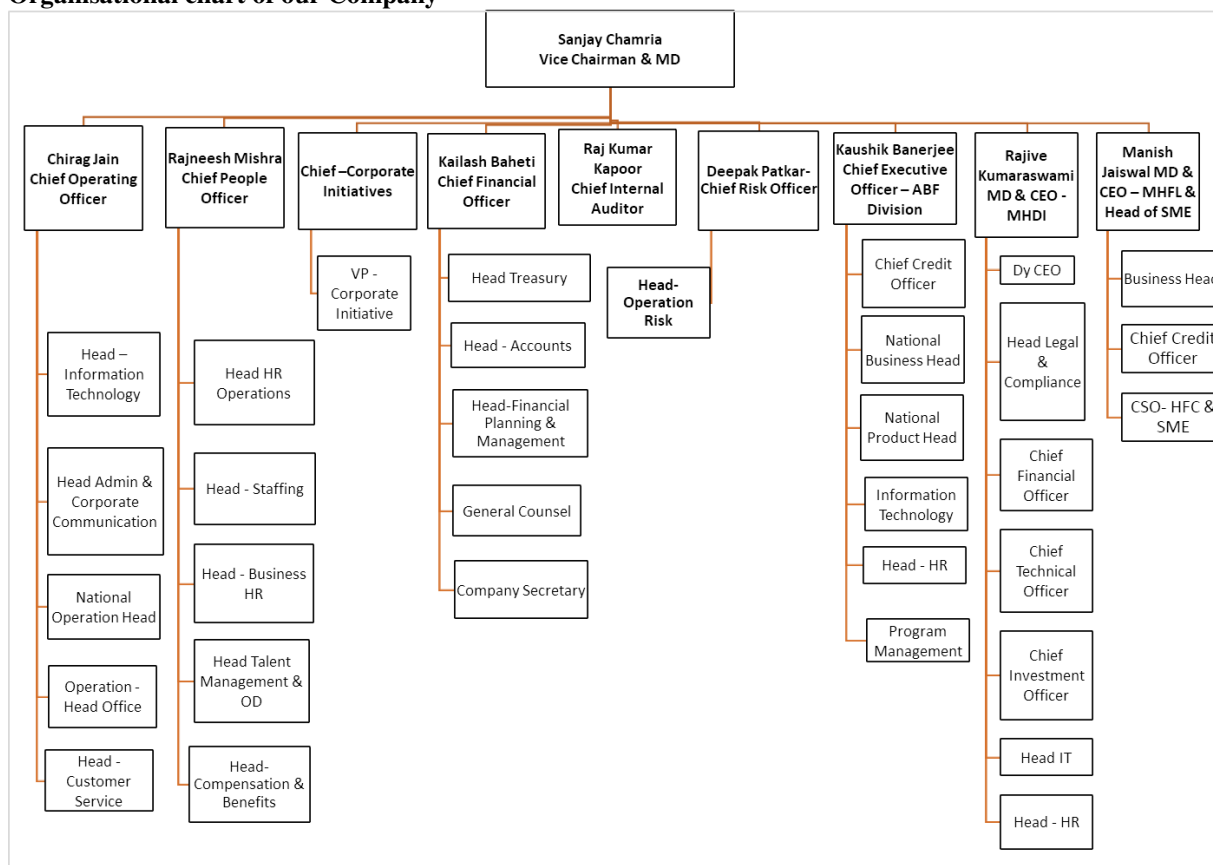 Organisational chart of our Company
Sanjay Chamria
Vice Chairman & MD
Chirag Jain
Chief Operating
Officer
Rajneesh Mishra
Chief People
Officer
Chief –Corporate
Initiatives
Kailash Baheti
Chief Financial
Officer
Raj Kumar
Kapoor
Chief Internal
Auditor
Deepak Patkar-
Chief Risk Officer
Kaushik Banerjee
Chief Executive
Officer – ABF
Division
Rajive
Kumaraswami
MD & CEO -
MHDI
Manish
Jaiswal MD &
CEO – MHFL &
Head of SME
Head –
Information
Technology
Head Admin &
Corporate
Communication
National
Operation Head
Operation -
Head Office
Head -
Customer
Service
Head HR
Operations
Head - Staffing
Head - Business
HR
Head Talent
Management &
OD
Head-
Compensation &
Benefits
VP -
Corporate
Initiative
Head Treasury
Head - Accounts
Head-Financial
Planning &
Management
General Counsel
Company Secretary
Head-
Operation
Risk
Chief Credit
Officer
National
Business Head
National
Product Head
Information
Technology
Head - HR
Program
Management
Dy CEO
Head Legal
&
Compliance
Chief
Financial
Officer
Chief
Technical
Officer
Chief
Investment
Officer
Head IT
Head - HR
Business Head
Chief Credit
Officer
CSO- HFC &
SME